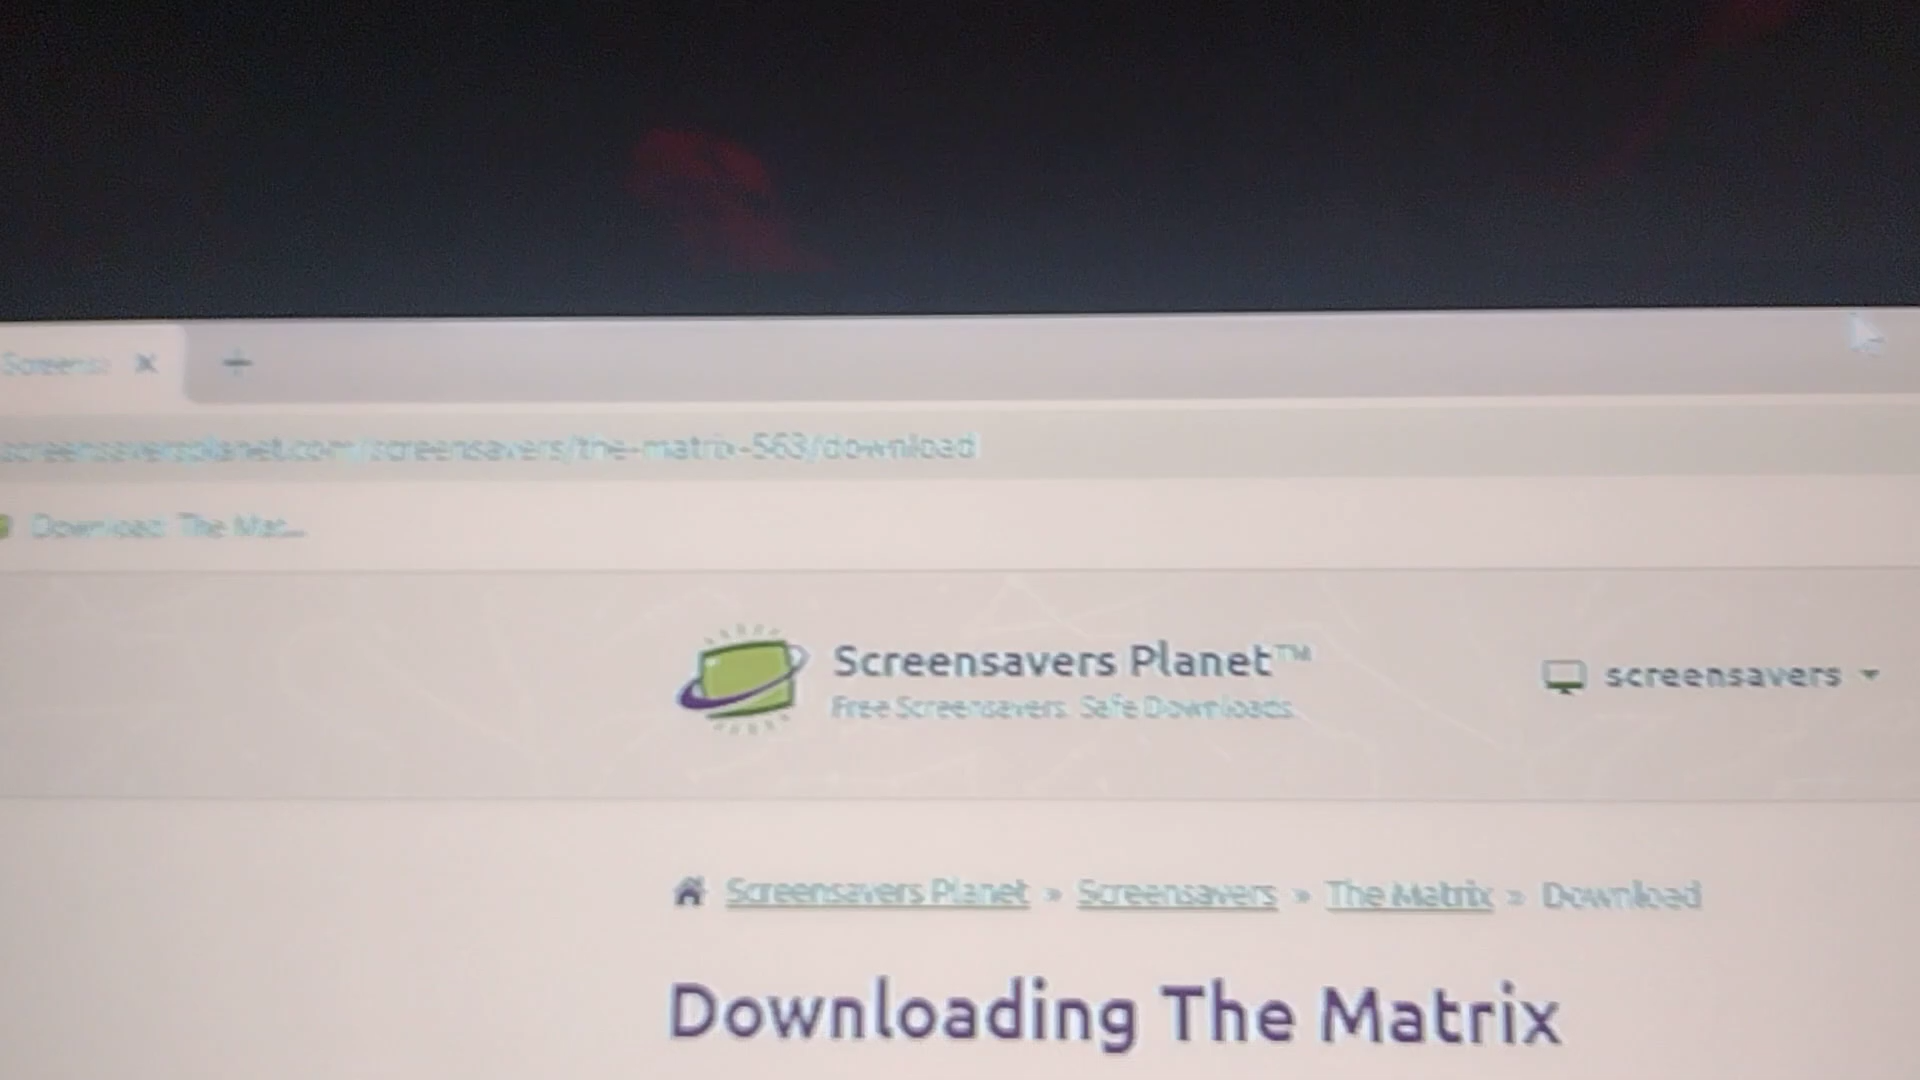 Screens
screensaversplanet.com/screensavers/the-matrix-563/download
Download The Mat...
Screensavers Planet™
Free Screensavers. Safe Downloads.
screensavers
Screensavers Planet » Screensavers » The Matrix » Download
Downloading The Matrix